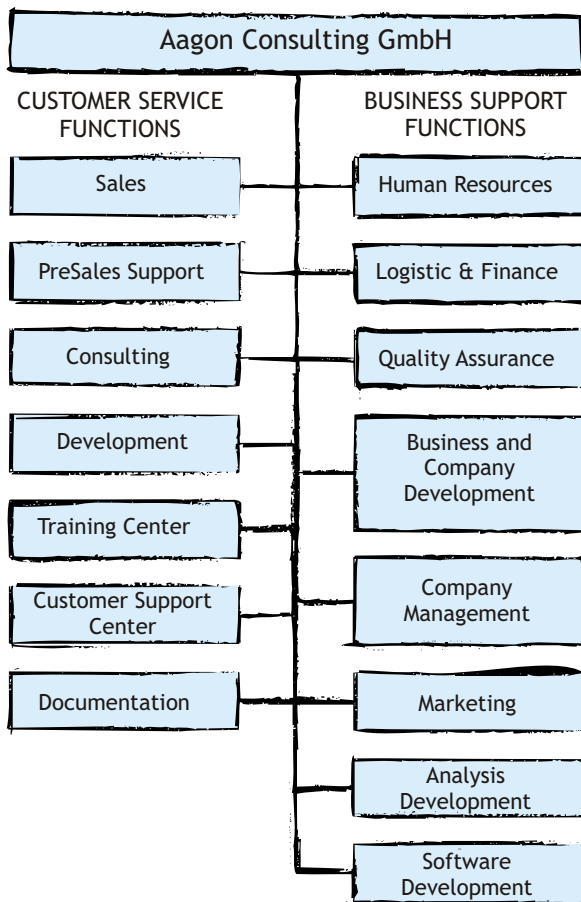 Aagon Consulting GmbH
CUSTOMER SERVICE
FUNCTIONS
Sales
PreSales Support
Consulting
Development
Training Center
Customer Support
Center
Documentation
BUSINESS SUPPORT
FUNCTIONS
Human Resources
Logistic & Finance
Quality Assurance
Business and
Company
Development
Company
Management
Marketing
Analysis
Development
Software
Development